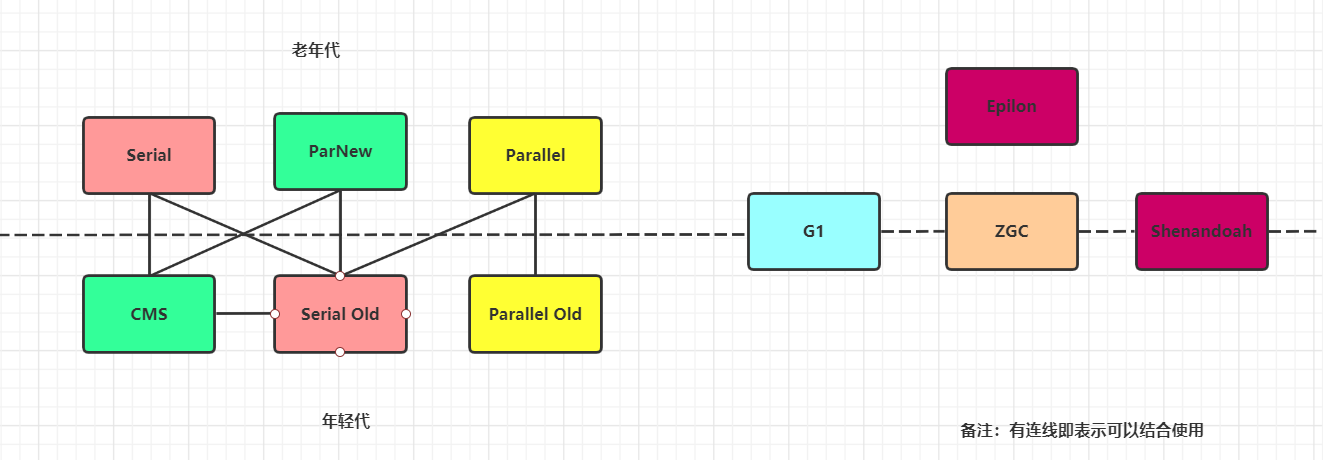 老年代
Epilon
Serial
ParNew
Parallel
G1
ZGC
Shenandoah
CMS
Serial Old
Parallel Old
年轻代
备注：有连线即表示可以结合使用